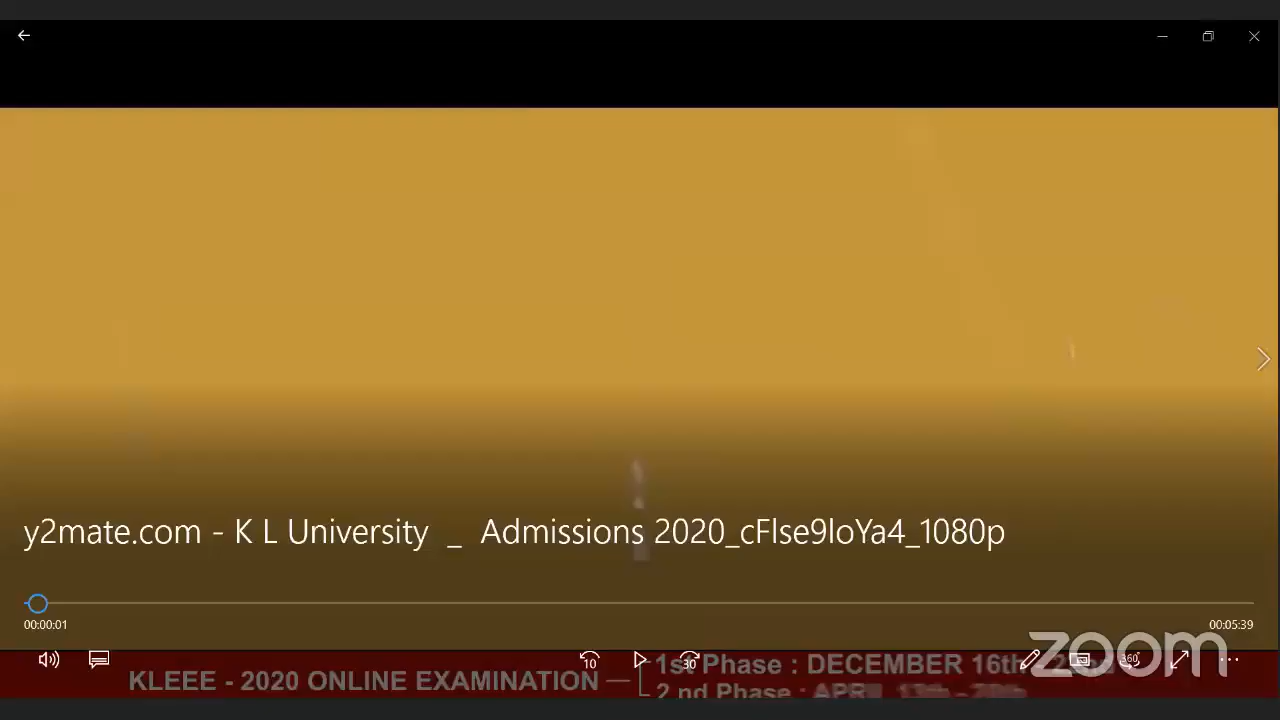 y2mate.com - K L University _ Admissions 2020_cFlse9loYa4_1080p
00:00:01
00:05:39
zoom
10
30
360
1st Phase : DECEMBER 16th -
KLEEE - 2020 ONLINE EXAMINATION
2 nd Phase :